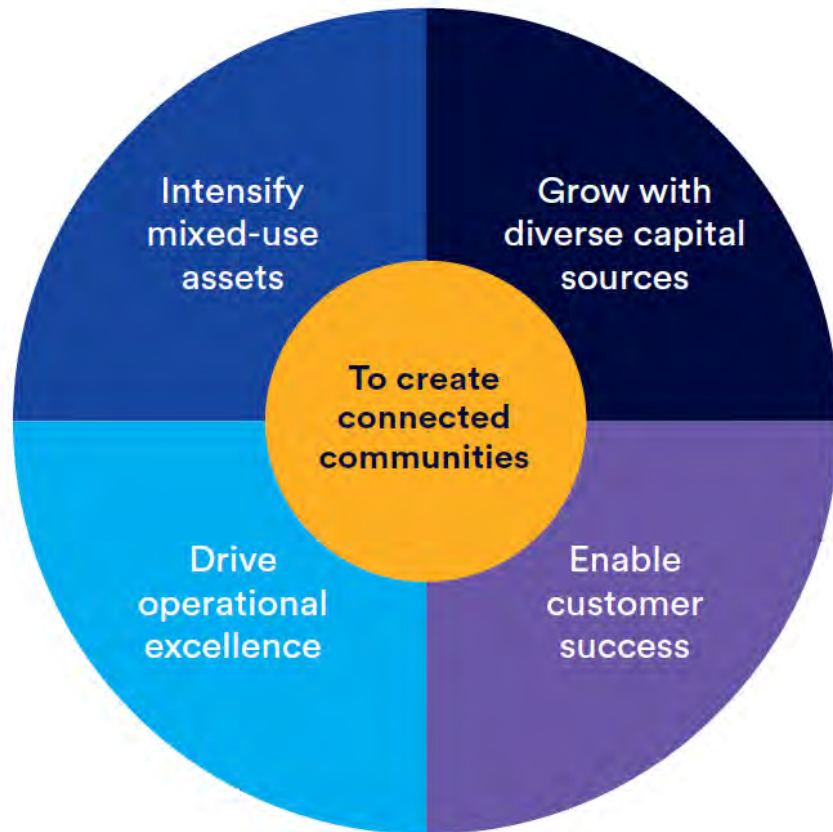 Intensify
mixed-use
assets
Grow with
diverse capital
sources
To create
connected
communities
Drive
operational
excellence
Enable
customer
success